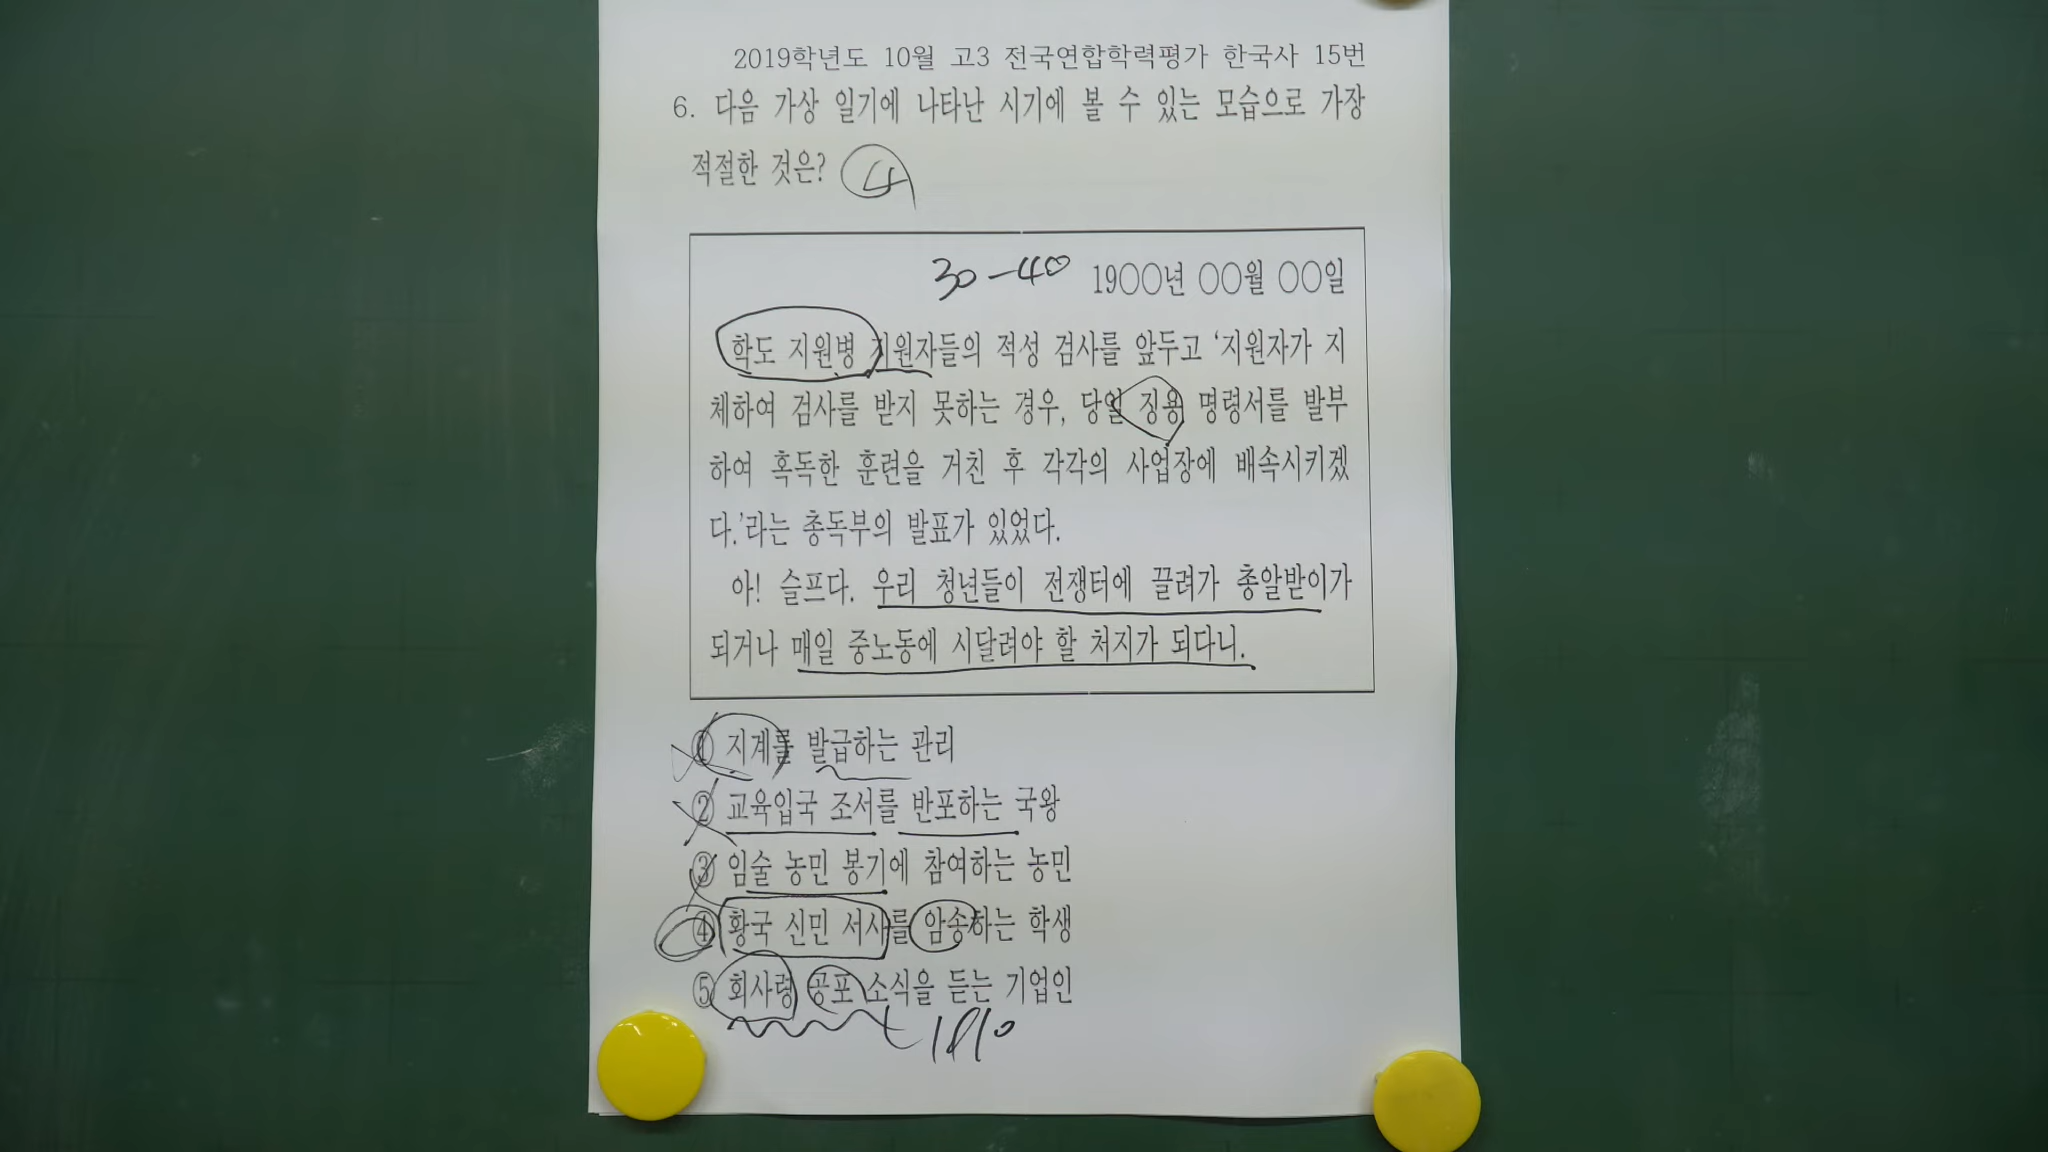 2019학년도 10월 고3 전국연합학력평가 한국사 15번
6. 다음 가상 일기에 나타난 시기에 볼 수 있는 모습으로 가장
적절한 것은? 4
30-40 19○○년 ○○월 ○○일
학도 지원병 지원자들의 적성 검사를 앞두고 ‘지원자가 지
체하여 검사를 받지 못하는 경우, 당일 징용 명령서를 발부
하여 혹독한 훈련을 거친 후 각각의 사업장에 배속시키겠
다.’라는 총독부의 발표가 있었다.
아! 슬프다. 우리 청년들이 전쟁터에 끌려가 총알받이가
되거나 매일 중노동에 시달려야 할 처지가 되다니.
① 지계를 발급하는 관리
② 교육입국 조서를 반포하는 국왕
③ 임술 농민 봉기에 참여하는 농민
④ 황국 신민 서사를 암송하는 학생
⑤ 회사령 공포 소식을 듣는 기업인
1910